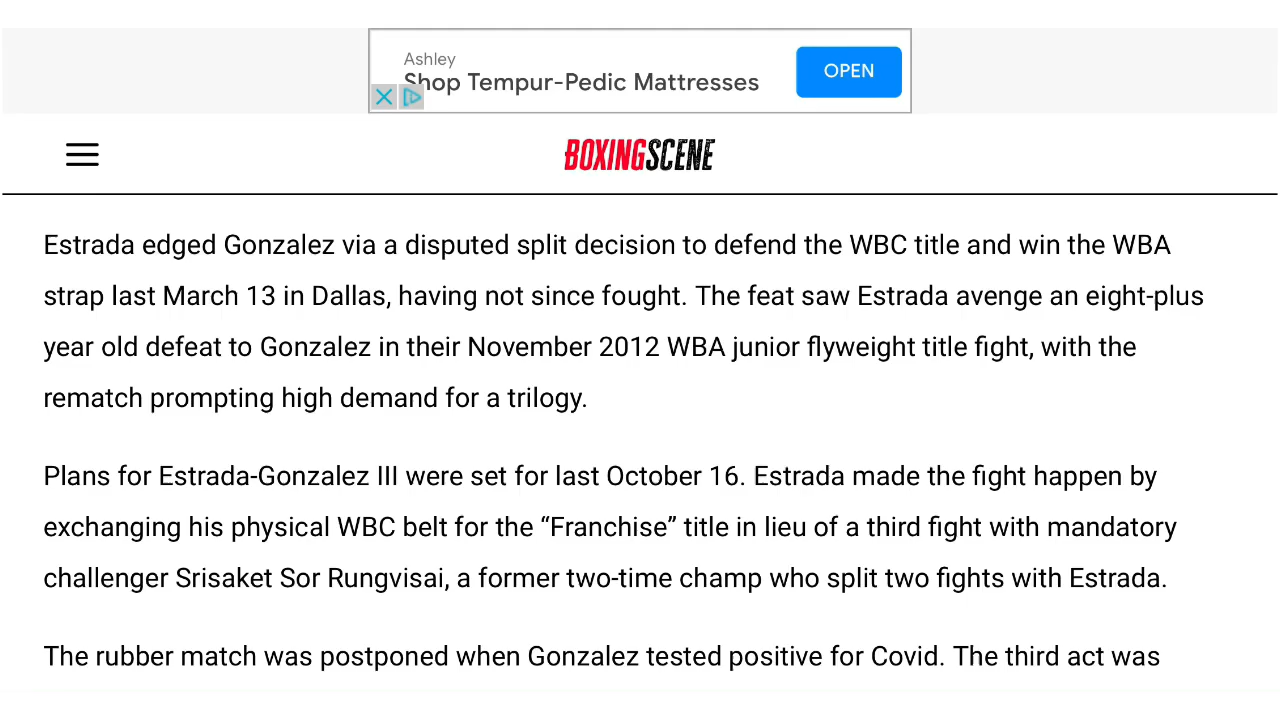 Ashley
Shop Tempur-Pedic Mattresses
OPEN
BOXINGSCENE
Estrada edged Gonzalez via a disputed split decision to defend the WBC title and win the WBA
strap last March 13 in Dallas, having not since fought. The feat saw Estrada avenge an eight-plus
year old defeat to Gonzalez in their November 2012 WBA junior flyweight title fight, with the
rematch prompting high demand for a trilogy.
Plans for Estrada-Gonzalez III were set for last October 16. Estrada made the fight happen by
exchanging his physical WBC belt for the “Franchise” title in lieu of a third fight with mandatory
challenger Srisaket Sor Rungvisai, a former two-time champ who split two fights with Estrada.
The rubber match was postponed when Gonzalez tested positive for Covid. The third act was